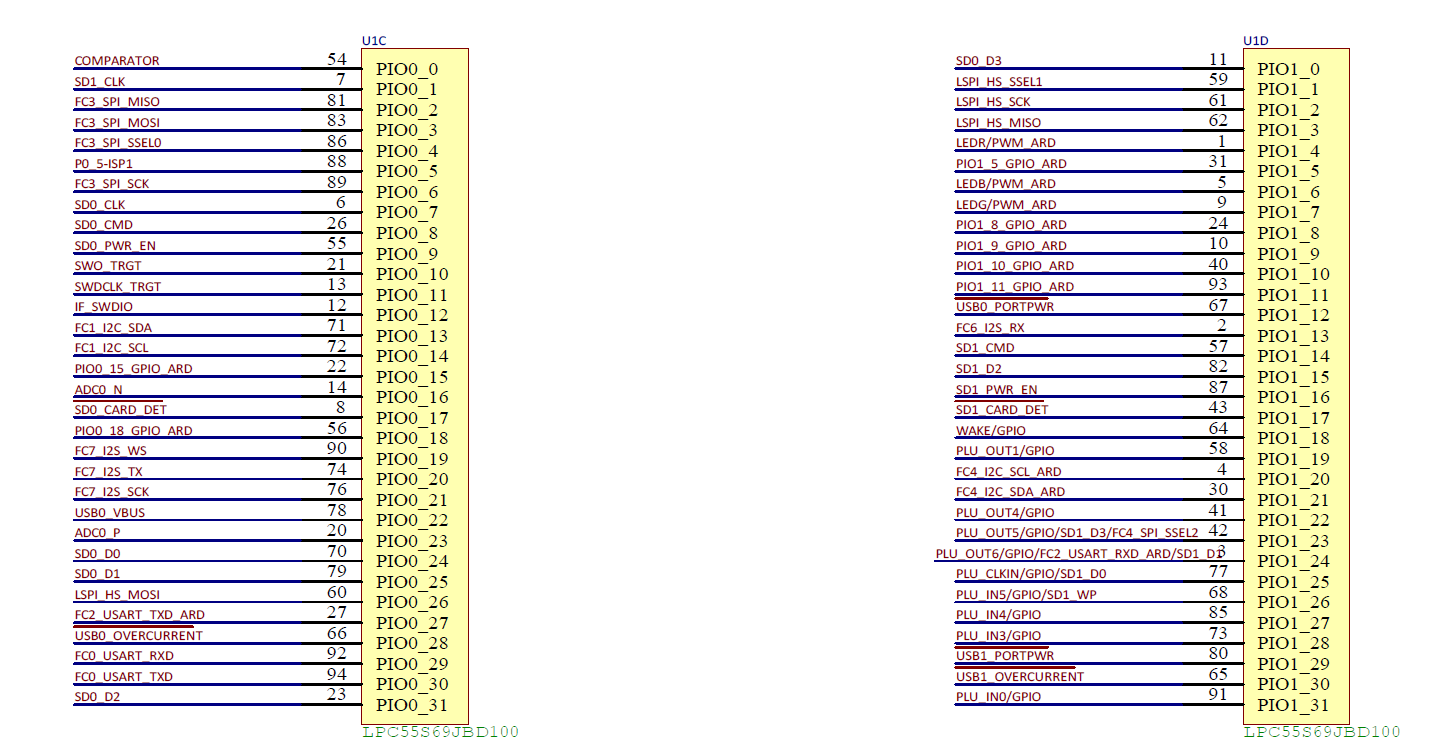 U1C
COMPARATOR 54 PIO0_0
SD1_CLK 7 PIO0_1
FC3_SPI_MISO 81 PIO0_2
FC3_SPI_MOSI 83 PIO0_3
FC3_SPI_SSEL0 86 PIO0_4
P0_5-ISP1 88 PIO0_5
FC3_SPI_SCK 89 PIO0_6
SD0_CLK 6 PIO0_7
SD0_CMD 26 PIO0_8
SD0_PWR_EN 55 PIO0_9
SWO_TRGT 21 PIO0_10
SWDCLK_TRGT 13 PIO0_11
IF_SWDIO 12 PIO0_12
FC1_I2C_SDA 71 PIO0_13
FC1_I2C_SCL 72 PIO0_14
PIO0_15_GPIO_ARD 22 PIO0_15
ADC0_N 14 PIO0_16
SD0_CARD_DET 8 PIO0_17
PIO0_18_GPIO_ARD 56 PIO0_18
FC7_I2S_WS 90 PIO0_19
FC7_I2S_TX 74 PIO0_20
FC7_I2S_SCK 76 PIO0_21
USB0_VBUS 78 PIO0_22
ADC0_P 20 PIO0_23
SD0_D0 70 PIO0_24
SD0_D1 79 PIO0_25
LSPI_HS_MOSI 60 PIO0_26
FC2_USART_TXD_ARD 27 PIO0_27
USB0_OVERCURRENT 66 PIO0_28
FC0_USART_RXD 92 PIO0_29
FC0_USART_TXD 94 PIO0_30
SD0_D2 23 PIO0_31
LPC55S69JBD100
U1D
SD0_D3 11 PIO1_0
LSPI_HS_SSEL1 59 PIO1_1
LSPI_HS_SCK 61 PIO1_2
LSPI_HS_MISO 62 PIO1_3
LEDR/PWM_ARD 1 PIO1_4
PIO1_5_GPIO_ARD 31 PIO1_5
LEDB/PWM_ARD 5 PIO1_6
LEDG/PWM_ARD 9 PIO1_7
PIO1_8_GPIO_ARD 24 PIO1_8
PIO1_9_GPIO_ARD 10 PIO1_9
PIO1_10_GPIO_ARD 40 PIO1_10
PIO1_11_GPIO_ARD 93 PIO1_11
USB0_PORTPWR 67 PIO1_12
FC6_I2S_RX 2 PIO1_13
SD1_CMD 57 PIO1_14
SD1_D2 82 PIO1_15
SD1_PWR_EN 87 PIO1_16
SD1_CARD_DET 43 PIO1_17
WAKE/GPIO 64 PIO1_18
PLU_OUT1/GPIO 58 PIO1_19
FC4_I2C_SCL_ARD 4 PIO1_20
FC4_I2C_SDA_ARD 30 PIO1_21
PLU_OUT4/GPIO 41 PIO1_22
PLU_OUT5/GPIO/SD1_D3/FC4_SPI_SSEL2 42 PIO1_23
PLU_OUT6/GPIO/FC2_USART_RXD_ARD/SD1_D1 3 PIO1_24
PLU_CLKIN/GPIO/SD1_D0 77 PIO1_25
PLU_IN5/GPIO/SD1_WP 68 PIO1_26
PLU_IN4/GPIO 85 PIO1_27
PLU_IN3/GPIO 73 PIO1_28
USB1_PORTPWR 80 PIO1_29
USB1_OVERCURRENT 65 PIO1_30
PLU_IN0/GPIO 91 PIO1_31
LPC55S69JBD100